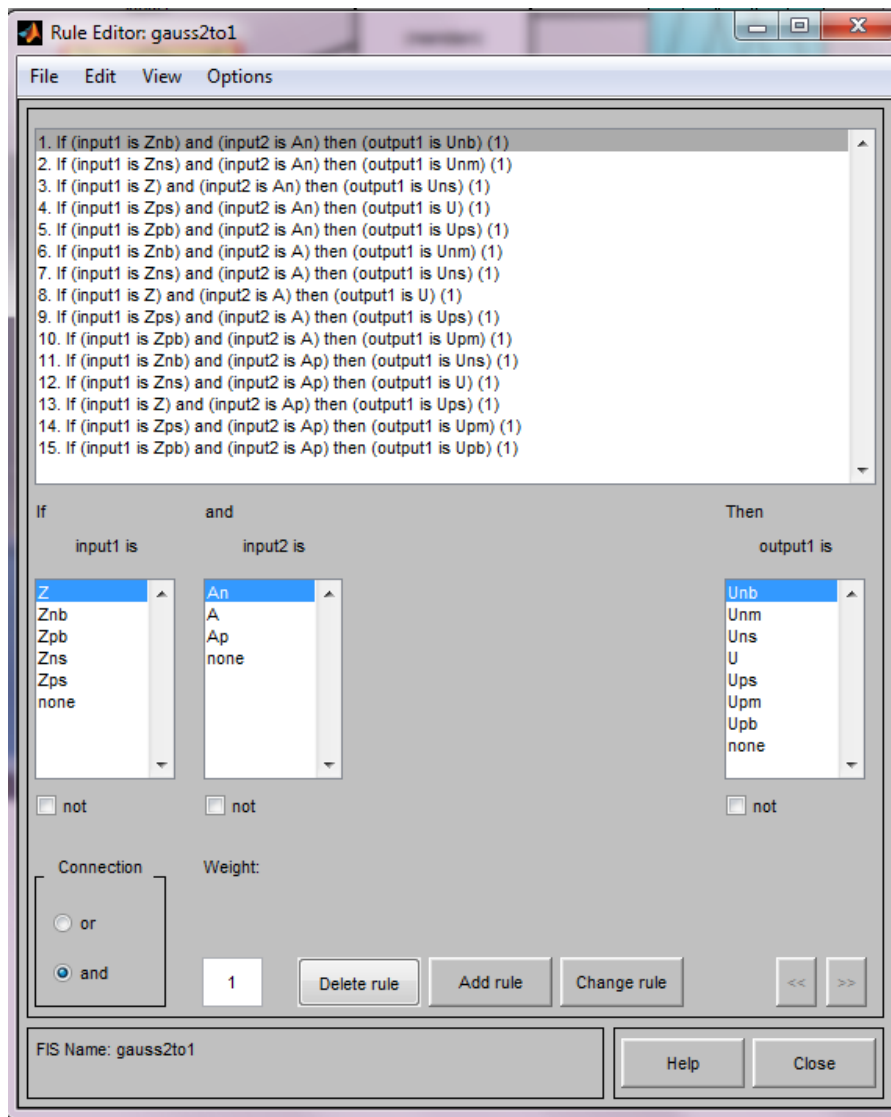 Rule Editor: gauss2to1
File Edit View Options
1. If (input1 is Znb) and (input2 is An) then (output1 is Unb) (1)
2. If (input1 is Zns) and (input2 is An) then (output1 is Unm) (1)
3. If (input1 is Z) and (input2 is An) then (output1 is Uns) (1)
4. If (input1 is Zps) and (input2 is An) then (output1 is U) (1)
5. If (input1 is Zpb) and (input2 is An) then (output1 is Ups) (1)
6. If (input1 is Znb) and (input2 is A) then (output1 is Unm) (1)
7. If (input1 is Zns) and (input2 is A) then (output1 is Uns) (1)
8. If (input1 is Z) and (input2 is A) then (output1 is U) (1)
9. If (input1 is Zps) and (input2 is A) then (output1 is Ups) (1)
10. If (input1 is Zpb) and (input2 is A) then (output1 is Upm) (1)
11. If (input1 is Znb) and (input2 is Ap) then (output1 is Uns) (1)
12. If (input1 is Zns) and (input2 is Ap) then (output1 is U) (1)
13. If (input1 is Z) and (input2 is Ap) then (output1 is Ups) (1)
14. If (input1 is Zps) and (input2 is Ap) then (output1 is Upm) (1)
15. If (input1 is Zpb) and (input2 is Ap) then (output1 is Upb) (1)
If and Then
input1 is input2 is output1 is
Z An Unb
Znb A Unm
Zpb Ap Uns
Zns none U
Zps Ups
none Upm
Upb
none
not not not
Connection Weight:
or
and 1 Delete rule Add rule Change rule << >>
FIS Name: gauss2to1
Help Close